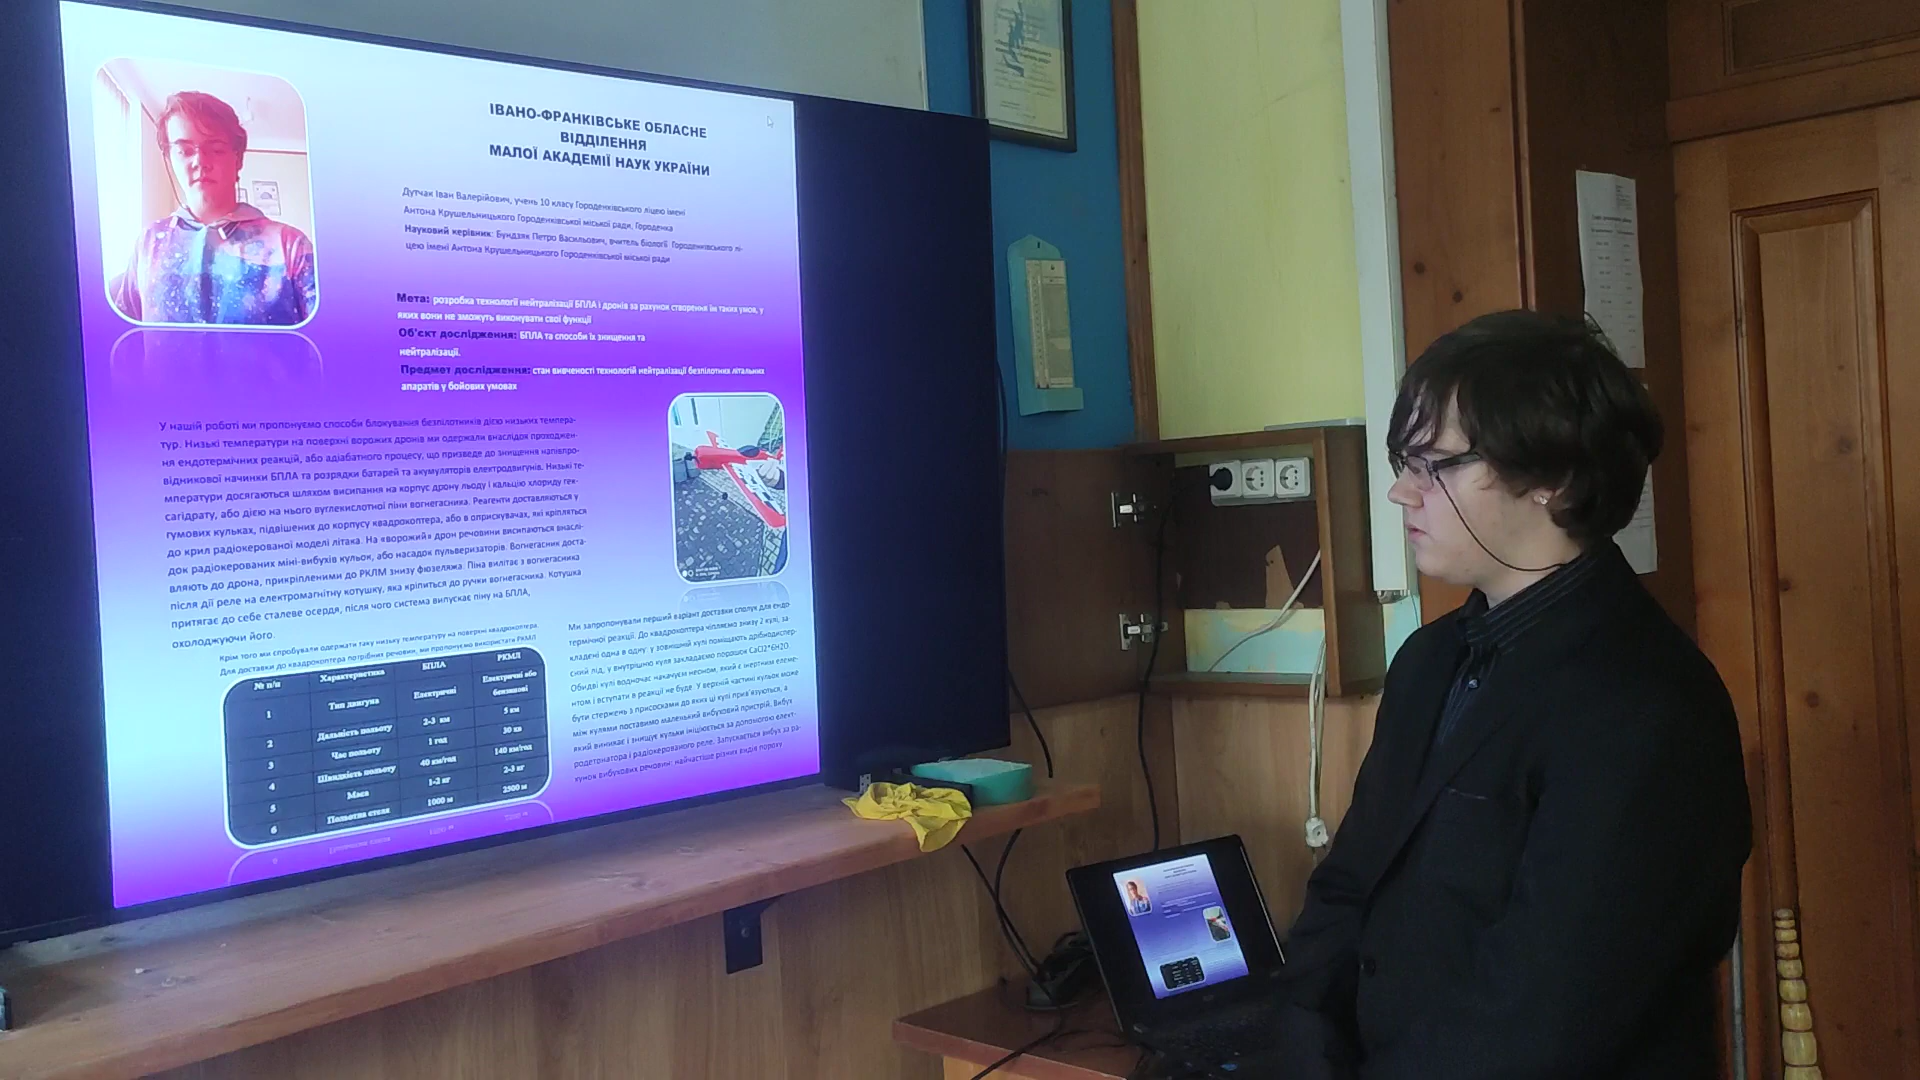 ІВАНО-ФРАНКІВСЬКЕ ОБЛАСНЕ
ВІДДІЛЕННЯ
МАЛОЇ АКАДЕМІЇ НАУК УКРАЇНИ
Дутчак Іван Валерійович, учень 10 класу Городенківського ліцею імені
Антона Крушельницького Городенківської міської ради, Городенка
Науковий керівник: Бундзяк Петро Васильович, вчитель біології Городенківського лі-
цею імені Антона Крушельницького Городенківської міської ради
Мета: розробка технології нейтралізації БПЛА і дронів за рахунок створення їм таких умов, у
яких вони не зможуть виконувати свої функції
Об'єкт дослідження: БПЛА та способи їх знищення та
нейтралізації.
Предмет дослідження: стан вивченості технологій нейтралізації безпілотних літальних
апаратів у бойових умовах
У нашій роботі ми пропонуємо способи блокування безпілотників дією низьких темпера-
тур. Низькі температури на поверхні ворожих дронів ми одержали внаслідок проходжен-
ня ендотермічних реакцій, або адіабатного процесу, що призведе до знищення напівпро-
відникової начинки БПЛА та розрядки батарей та акумуляторів електродвигунів. Низькі те-
мператури досягаються шляхом висипання на корпус дрону льоду і кальцію хлориду гек-
сагідрату, або дією на нього вуглекислотної піни вогнегасника. Реагенти доставляються у
гумових кульках, підвішених до корпусу квадрокоптера, або в оприскувачах, які кріпляться
до крил радіокерованої моделі літака. На «ворожий» дрон речовини висипаються внаслі-
док радіокерованих міні-вибухів кульок, або насадок пульверизаторів. Вогнегасник доста-
вляють до дрона, прикріпленими до РКЛМ знизу фюзеляжа. Піна вилітає з вогнегасника
після дії реле на електромагнітну котушку, яка кріпиться до ручки вогнегасника. Котушка
притягає до себе сталеве осердя, після чого система випускає піну на БПЛА,
охолоджуючи його.
Крім того ми спробували одержати таку низьку температуру на поверхні квадрокоптера.
Для доставки до квадрокоптера потрібних речовин, ми пропонуємо використати РКМЛ
№ п/п Характеристика БПЛА РКМЛ
1 Тип двигуна Електричні Електричні або бензинові
2 Дальність польоту 2-3 км 5 км
3 Час польоту 1 год 30 хв
4 Швидкість польоту 40 км/год 140 км/год
5 Маса 1-2 кг 2-3 кг
6 Польотна стеля 1000 м 2500 м
Ми запропонували перший варіант доставки сполук для ендо-
термічної реакції. До квадрокоптера чіпляємо знизу 2 кулі, за-
кладені одна в одну: у зовнішній кулі поміщають дрібнодиспер-
сний лід, у внутрішню куля закладаємо порошок CaCl2*6H2O.
Обидві кулі водночас накачуєм неоном, який є інертним елеме-
нтом і вступати в реакції не буде. У верхній частині кульок може
бути стержень з присосками до яких ці кулі прив'язуються, а
між кулями поставимо маленький вибуховий пристрій. Вибух
який виникає і знищує кульки ініціюється за допомогою елект-
родетонатора і радіокерованого реле. Запускається вибух за ра-
хунок вибухових речовин: найчастіше різних видів пороху